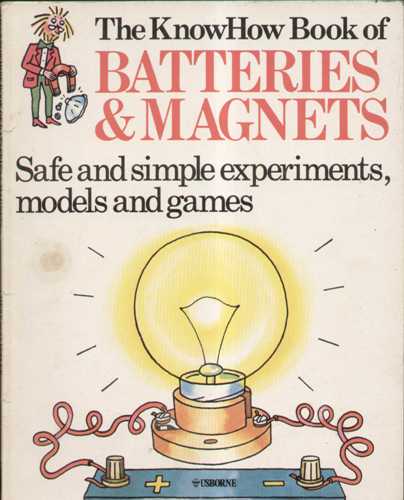 The KnowHow Book of
BATTERIES
& MAGNETS
Safe and simple experiments,
models and games
+ - 
USBORNE